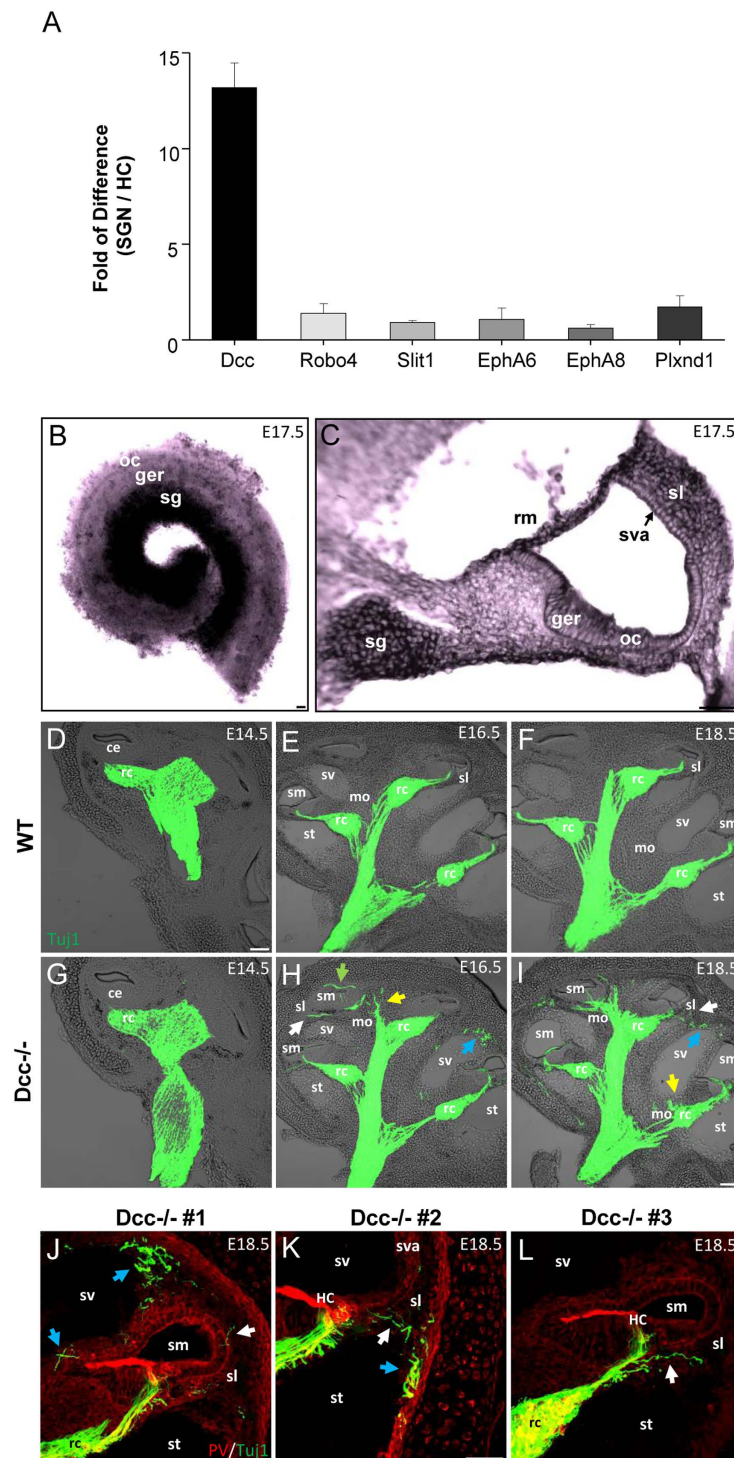 A
Fold of Difference
(SGN / HC)
15
10
5
0
Dcc Robo4 Slit1 EphA6 EphA8 Plxnd1
B E17.5
oc
ger
sg
C E17.5
sl
rm
sva
ger
oc
sg
WT
D E14.5
ce
rc
Tuj1
E E16.5
sv
mo
sl
sm
rc
st
rc
rc
F E18.5
sl
rc
sv
sm
rc
mo
rc
st
Dcc-/-
G E14.5
ce
rc
H E16.5
sm
sl
mo
sv
rc
sv
sm
rc
st
st
rc
I E18.5
sm
sl
mo
rc
sm
sv
sm
rc
st
mo
rc
st
Dcc-/- #1 Dcc-/- #2 Dcc-/- #3
J E18.5
sv
sm
sl
rc
st
PV/Tuj1
K E18.5
sva
sv
HC
sl
st
L E18.5
sv
sm
HC
sl
rc
st